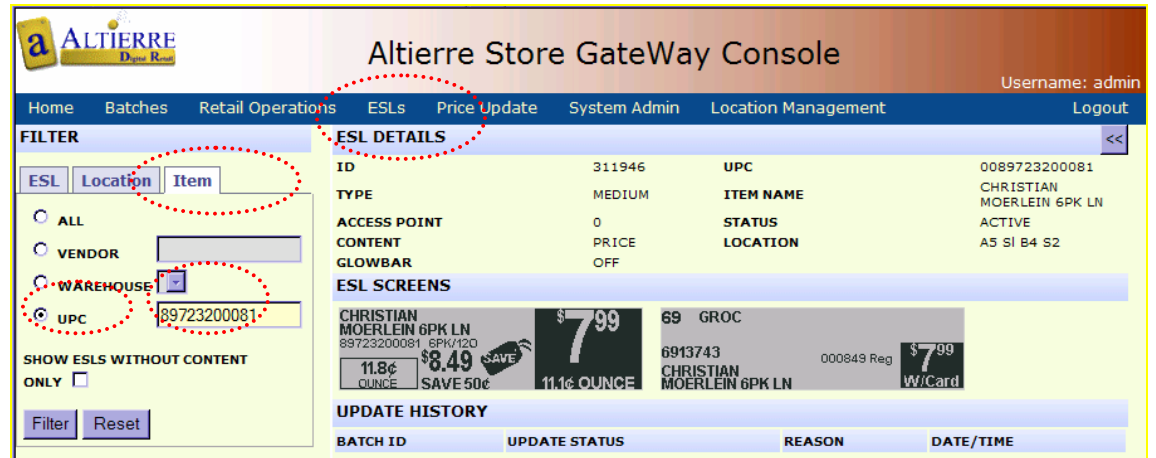 a ALTIERRE
Digital Retail
Altierre Store GateWay Console
Username: admin
Home Batches Retail Operations ESLs Price Update System Admin Location Management Logout
FILTER
ESL Location Item
ALL
VENDOR
WAREHOUSE
UPC 89723200081
SHOW ESLS WITHOUT CONTENT
ONLY
Filter Reset
ESL DETAILS <<
ID 311946 UPC 0089723200081
TYPE MEDIUM ITEM NAME CHRISTIAN
MOERLEIN 6PK LN
ACCESS POINT 0 STATUS ACTIVE
CONTENT PRICE LOCATION A5 Sl B4 S2
GLOWBAR OFF
ESL SCREENS
CHRISTIAN
MOERLEIN 6PK LN
89723200081 6PK/12O
11.8¢
OUNCE
$8.49 SAVE
SAVE 50¢
$7 99
11.1¢ OUNCE
69 GROC
6913743 000849 Reg
CHRISTIAN
MOERLEIN 6PK LN
$7 99
W/Card
UPDATE HISTORY
BATCH ID UPDATE STATUS REASON DATE/TIME